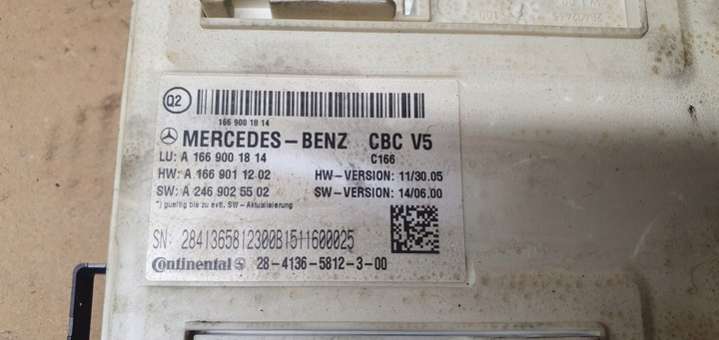 Q2
166 900 18 14
MERCEDES-BENZ CBC V5
LU: A 166 900 18 14 C166
HW: A 166 901 12 02 HW-VERSION: 11/30.05
SW: A 246 902 55 02 SW-VERSION: 14/06.00
*) gueltig bis zu evtl. SW-Aktualisierung
SN: 2841365812300B1511600025
Continental 28-4136-5812-3-00